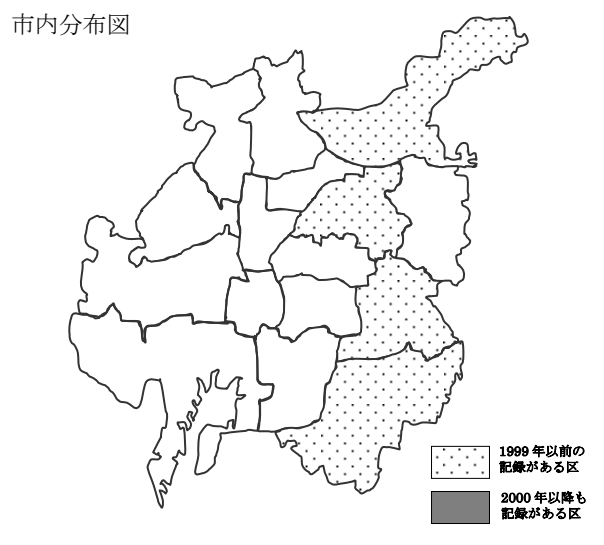 市内分布図
1999 年以前の
記録がある区
2000 年以降も
記録がある区